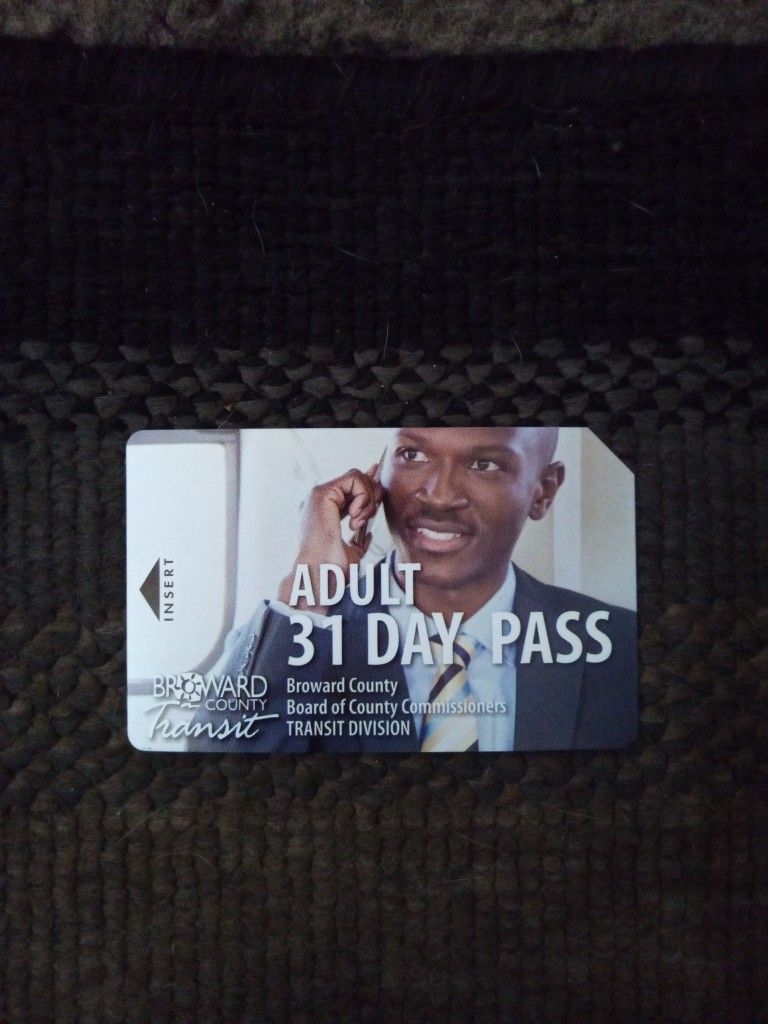 INSERT
ADULT
31 DAY PASS
BROWARD
COUNTY
Transit
Broward County
Board of County Commissioners
TRANSIT DIVISION